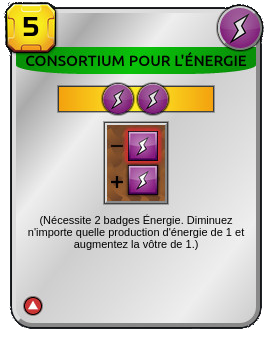 5
CONSORTIUM POUR L'ÉNERGIE
−
+
(Nécessite 2 badges Énergie. Diminuez
n'importe quelle production d'énergie de 1 et
augmentez la vôtre de 1.)